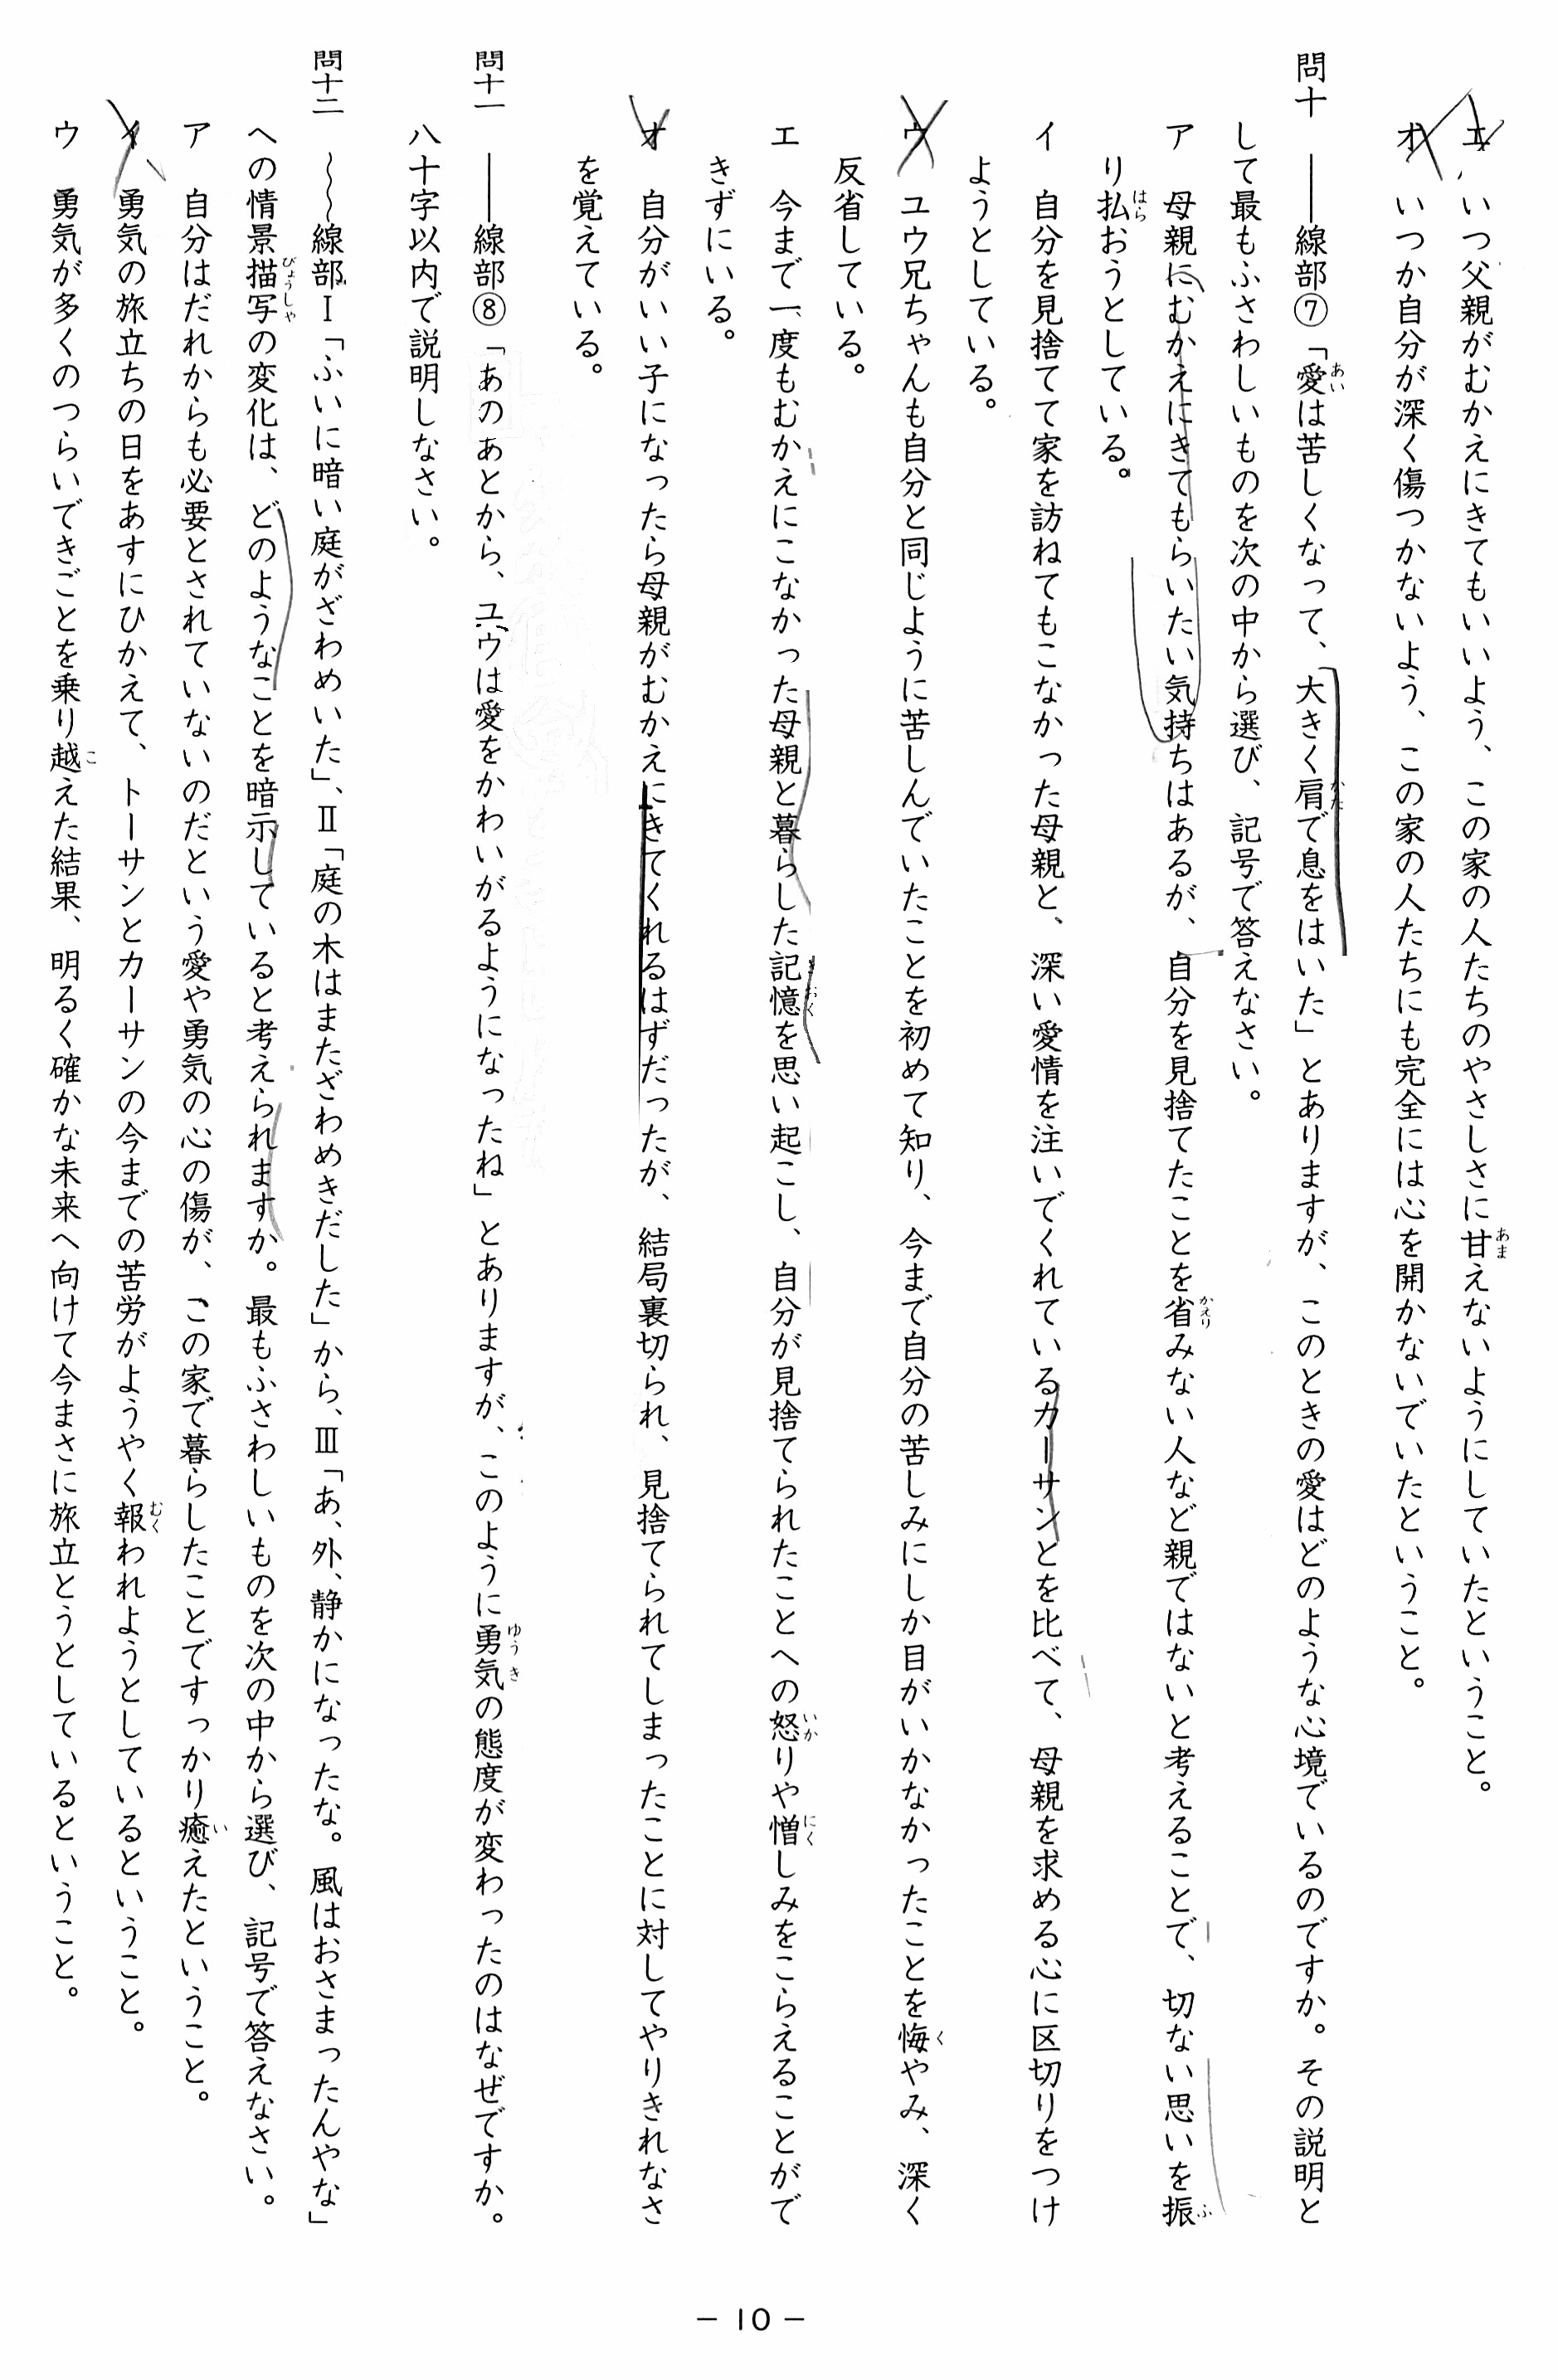 エ　いつ父親がむかえにきてもいいよう、この家の人たちのやさしさに甘えないようにしていたということ。
オ　いつか自分が深く傷つかないよう、この家の人たちにも完全には心を開かないでいたということ。
問十　――線部⑦「愛は苦しくなって、大きく肩で息をはいた」とありますが、このときの愛はどのような心境でいるのですか。その説明と
して最もふさわしいものを次の中から選び、記号で答えなさい。
ア　母親にむかえにきてもらいたい気持ちはあるが、自分を見捨てたことを省みない人など親ではないと考えることで、切ない思いを振
り払おうとしている。
イ　自分を見捨てて家を訪ねてもこなかった母親と、深い愛情を注いでくれているカーサンとを比べて、母親を求める心に区切りをつけ
ようとしている。
ウ　ユウ兄ちゃんも自分と同じように苦しんでいたことを初めて知り、今まで自分の苦しみにしか目がいかなかったことを悔やみ、深く
反省している。
エ　今まで一度もむかえにこなかった母親と暮らした記憶を思い起こし、自分が見捨てられたことへの怒りや憎しみをこらえることがで
きずにいる。
オ　自分がいい子になったら母親がむかえにきてくれるはずだったが、結局裏切られ、見捨てられてしまったことに対してやりきれなさ
を覚えている。
問十一　――線部⑧「あのあとから、ユウは愛をかわいがるようになったね」とありますが、このように勇気の態度が変わったのはなぜですか。
八十字以内で説明しなさい。
問十二　～～線部Ⅰ「ふいに暗い庭がざわめいた」、Ⅱ「庭の木はまたざわめきだした」から、Ⅲ「あ、外、静かになったな。風はおさまったんやな」
への情景描写の変化は、どのようなことを暗示していると考えられますか。最もふさわしいものを次の中から選び、記号で答えなさい。
ア　自分はだれからも必要とされていないのだという愛や勇気の心の傷が、この家で暮らしたことですっかり癒えたということ。
イ　勇気の旅立ちの日をあすにひかえて、トーサンとカーサンの今までの苦労がようやく報われようとしているということ。
ウ　勇気が多くのつらいできごとを乗り越えた結果、明るく確かな未来へ向けて今まさに旅立とうとしているということ。
－10－